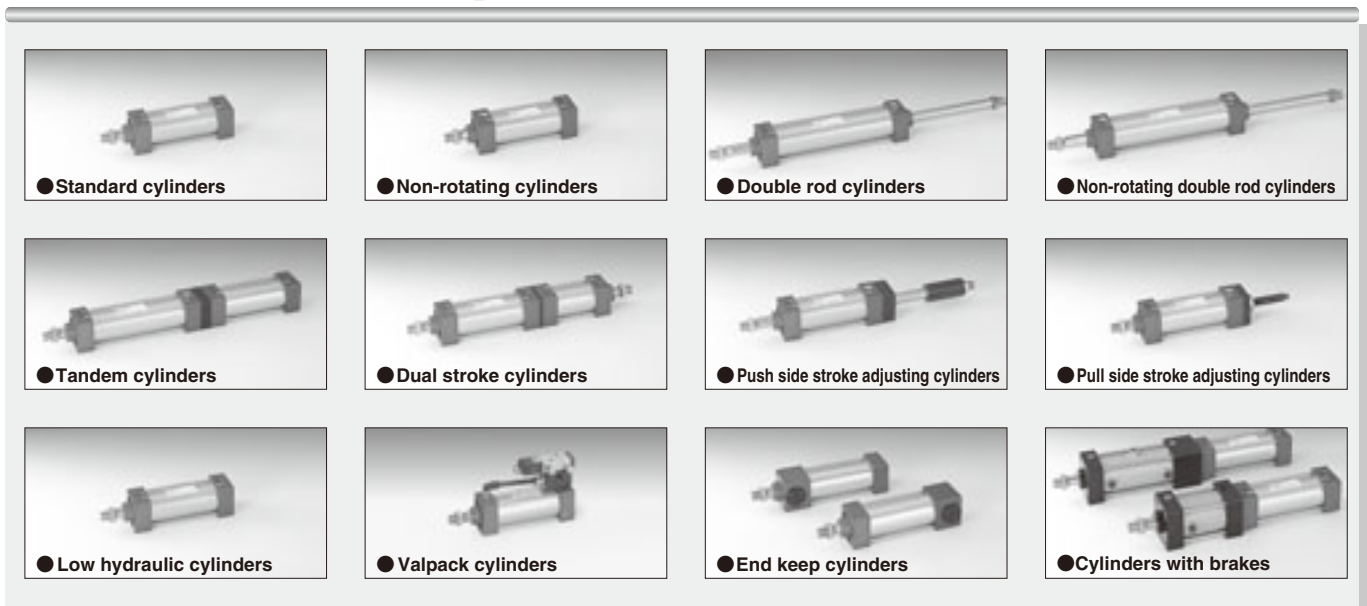 ●Standard cylinders
●Non-rotating cylinders
●Double rod cylinders
●Non-rotating double rod cylinders
●Tandem cylinders
●Dual stroke cylinders
●Push side stroke adjusting cylinders
●Pull side stroke adjusting cylinders
●Low hydraulic cylinders
●Valpack cylinders
●End keep cylinders
●Cylinders with brakes